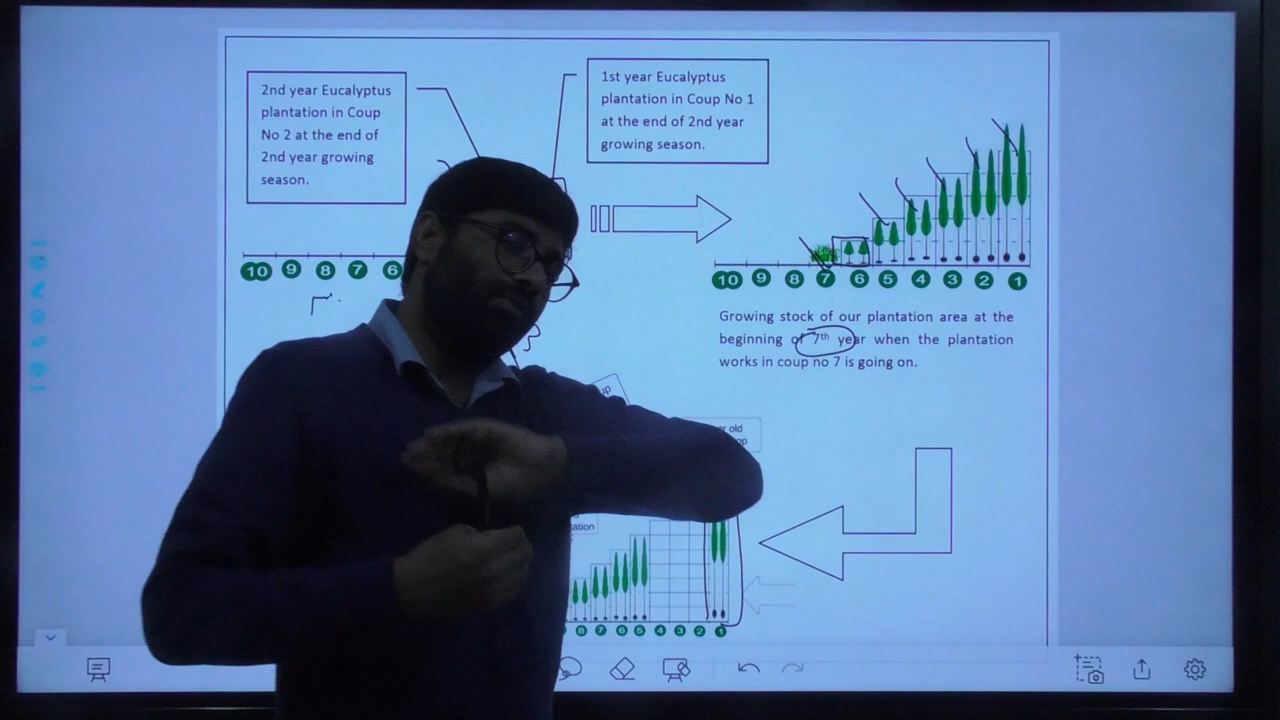 2nd year Eucalyptus
plantation in Coup
No 2 at the end of
2nd year growing
season.
1st year Eucalyptus
plantation in Coup No 1
at the end of 2nd year
growing season.
10 9 8 7 6
10 9 8 7 6 5 4 3 2 1
Growing stock of our plantation area at the
beginning of 7th year when the plantation
works in coup no 7 is going on.
up
old
8 7 6 5 4 3 2 1